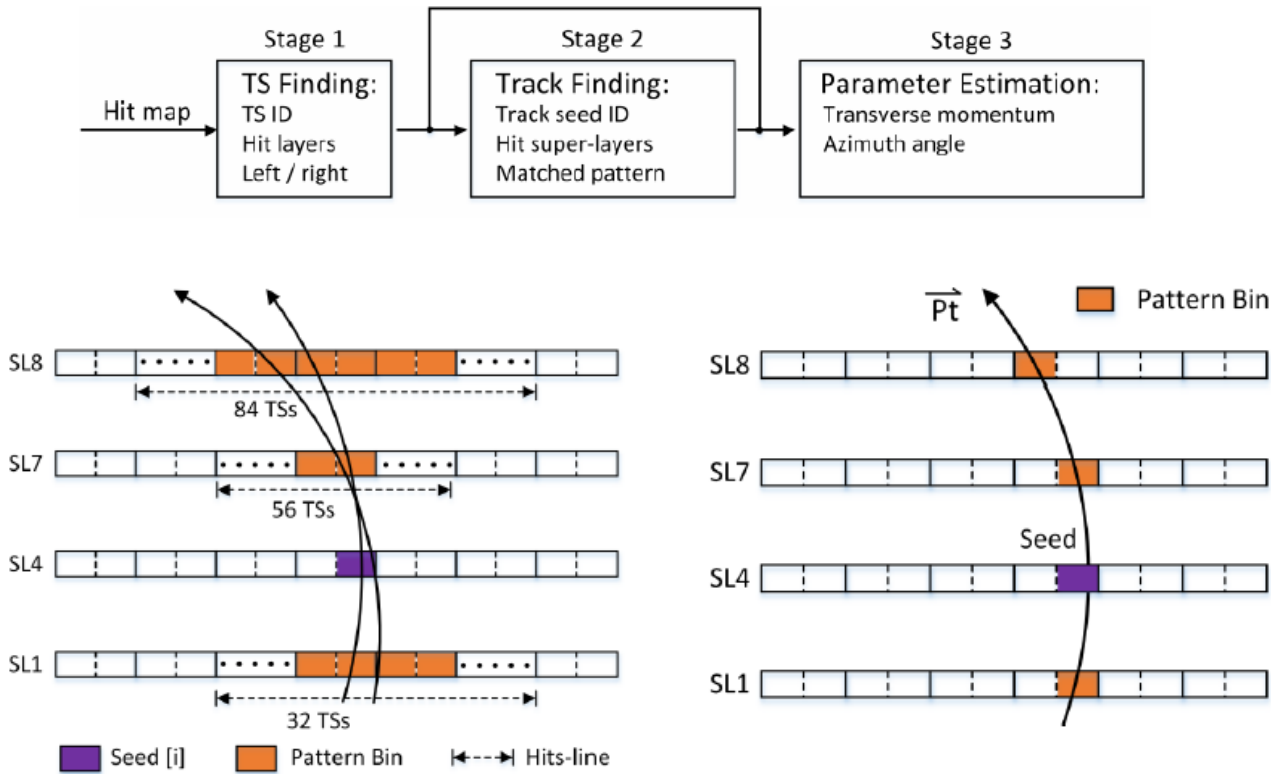 Stage 1
Stage 2
Stage 3
Hit map
TS Finding:
TS ID
Hit layers
Left / right
Track Finding:
Track seed ID
Hit super-layers
Matched pattern
Parameter Estimation:
Transverse momentum
Azimuth angle
SL8
84 TSs
SL7
56 TSs
SL4
SL1
32 TSs
Seed [i]
Pattern Bin
Hits-line
Pt
Pattern Bin
SL8
SL7
Seed
SL4
SL1